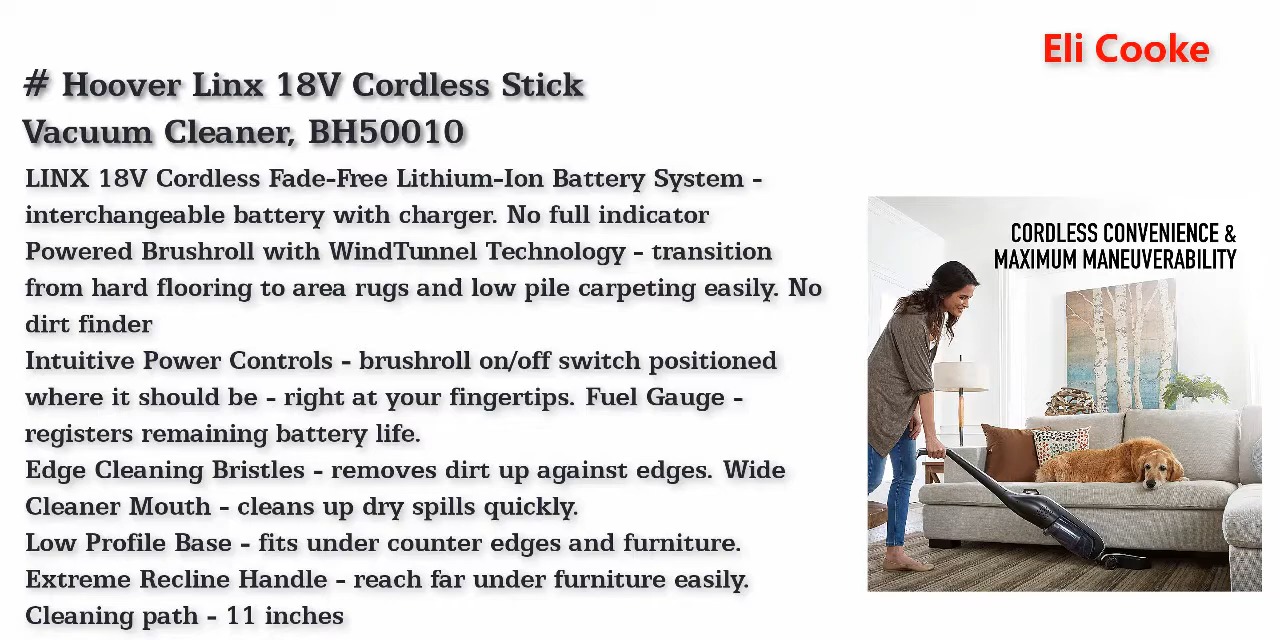 Eli Cooke
# Hoover Linx 18V Cordless Stick
Vacuum Cleaner, BH50010
LINX 18V Cordless Fade-Free Lithium-Ion Battery System -
interchangeable battery with charger. No full indicator
Powered Brushroll with WindTunnel Technology - transition
from hard flooring to area rugs and low pile carpeting easily. No
dirt finder
Intuitive Power Controls - brushroll on/off switch positioned
where it should be - right at your fingertips. Fuel Gauge -
registers remaining battery life.
Edge Cleaning Bristles - removes dirt up against edges. Wide
Cleaner Mouth - cleans up dry spills quickly.
Low Profile Base - fits under counter edges and furniture.
Extreme Recline Handle - reach far under furniture easily.
Cleaning path - 11 inches
CORDLESS CONVENIENCE &
MAXIMUM MANEUVERABILITY